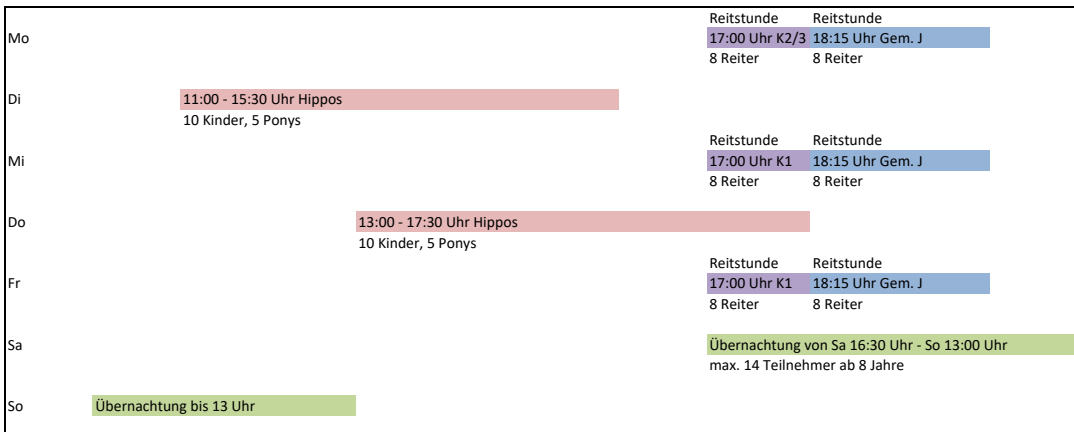 Reitstunde Reitstunde
Mo 17:00 Uhr K2/3 18:15 Uhr Gem. J
8 Reiter 8 Reiter
Di 11:00 - 15:30 Uhr Hippos
10 Kinder, 5 Ponys
Reitstunde Reitstunde
Mi 17:00 Uhr K1 18:15 Uhr Gem. J
8 Reiter 8 Reiter
Do 13:00 - 17:30 Uhr Hippos
10 Kinder, 5 Ponys
Reitstunde Reitstunde
Fr 17:00 Uhr K1 18:15 Uhr Gem. J
8 Reiter 8 Reiter
Sa Übernachtung von Sa 16:30 Uhr - So 13:00 Uhr
max. 14 Teilnehmer ab 8 Jahre
So Übernachtung bis 13 Uhr